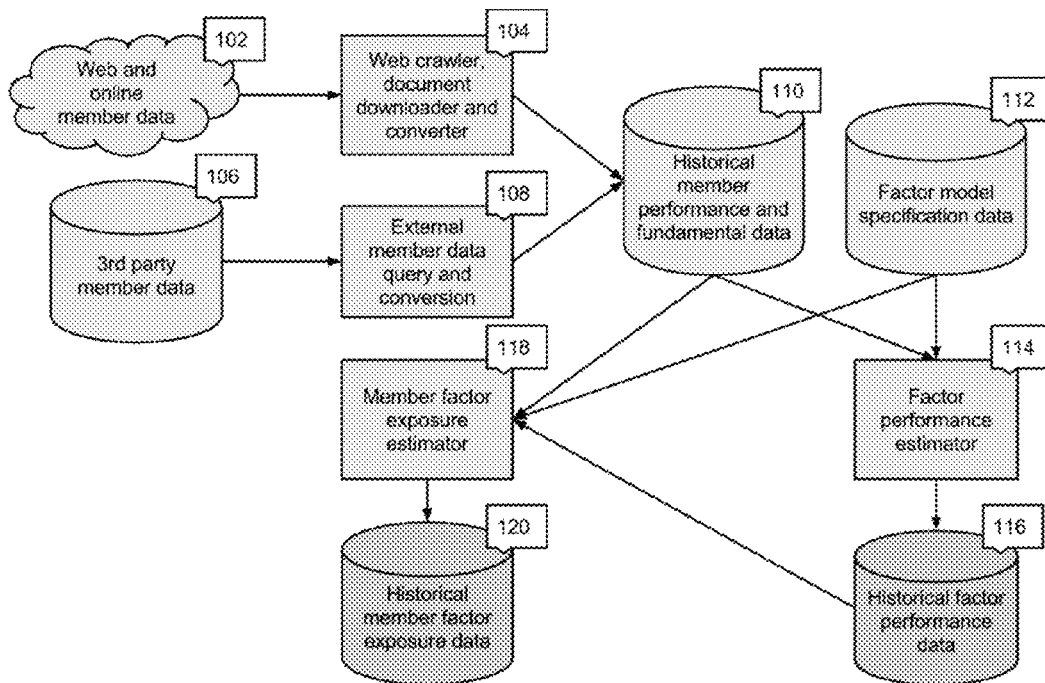 102
Web and
online
member data
104
Web crawler,
document
downloader and
converter
106
3rd party
member data
108
External
member data
query and
conversion
110
Historical
member
performance and
fundamental data
112
Factor model
specification data
118
Member factor
exposure
estimator
114
Factor
performance
estimator
120
Historical
member factor
exposure data
116
Historical factor
performance
data